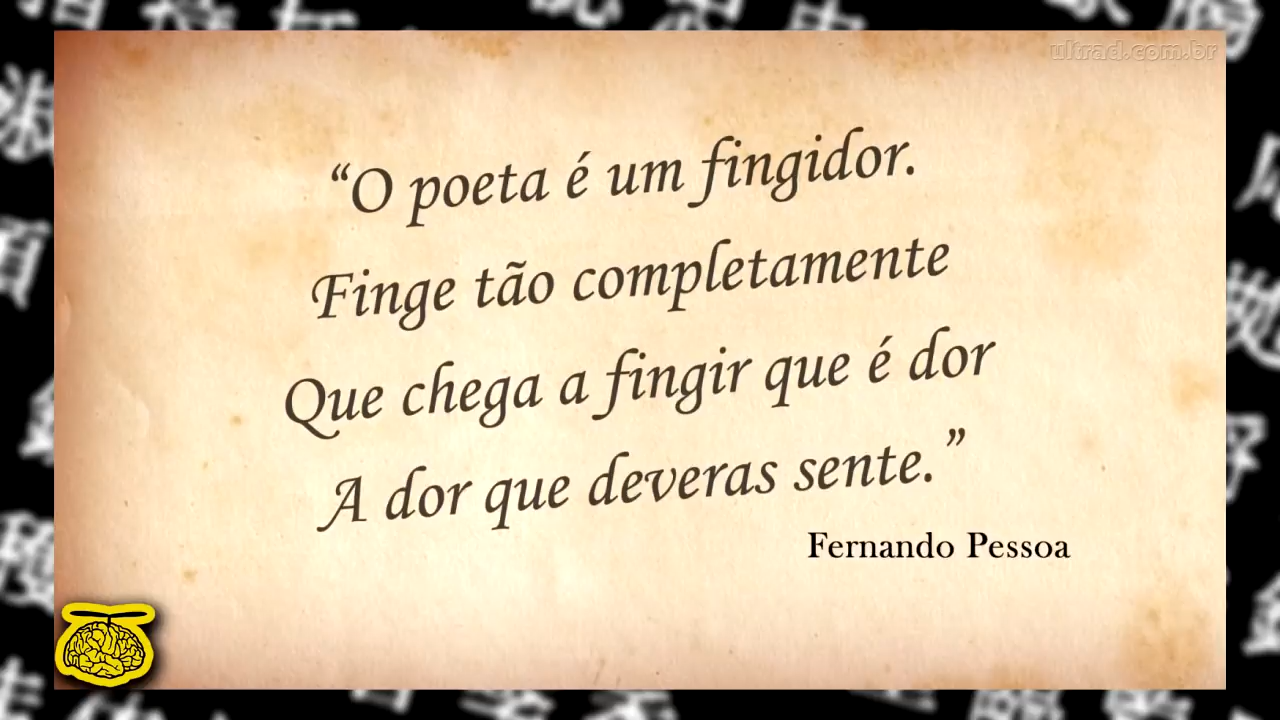 ultrad.com.br
“O poeta é um fingidor.
Finge tão completamente
Que chega a fingir que é dor
A dor que deveras sente.”
Fernando Pessoa